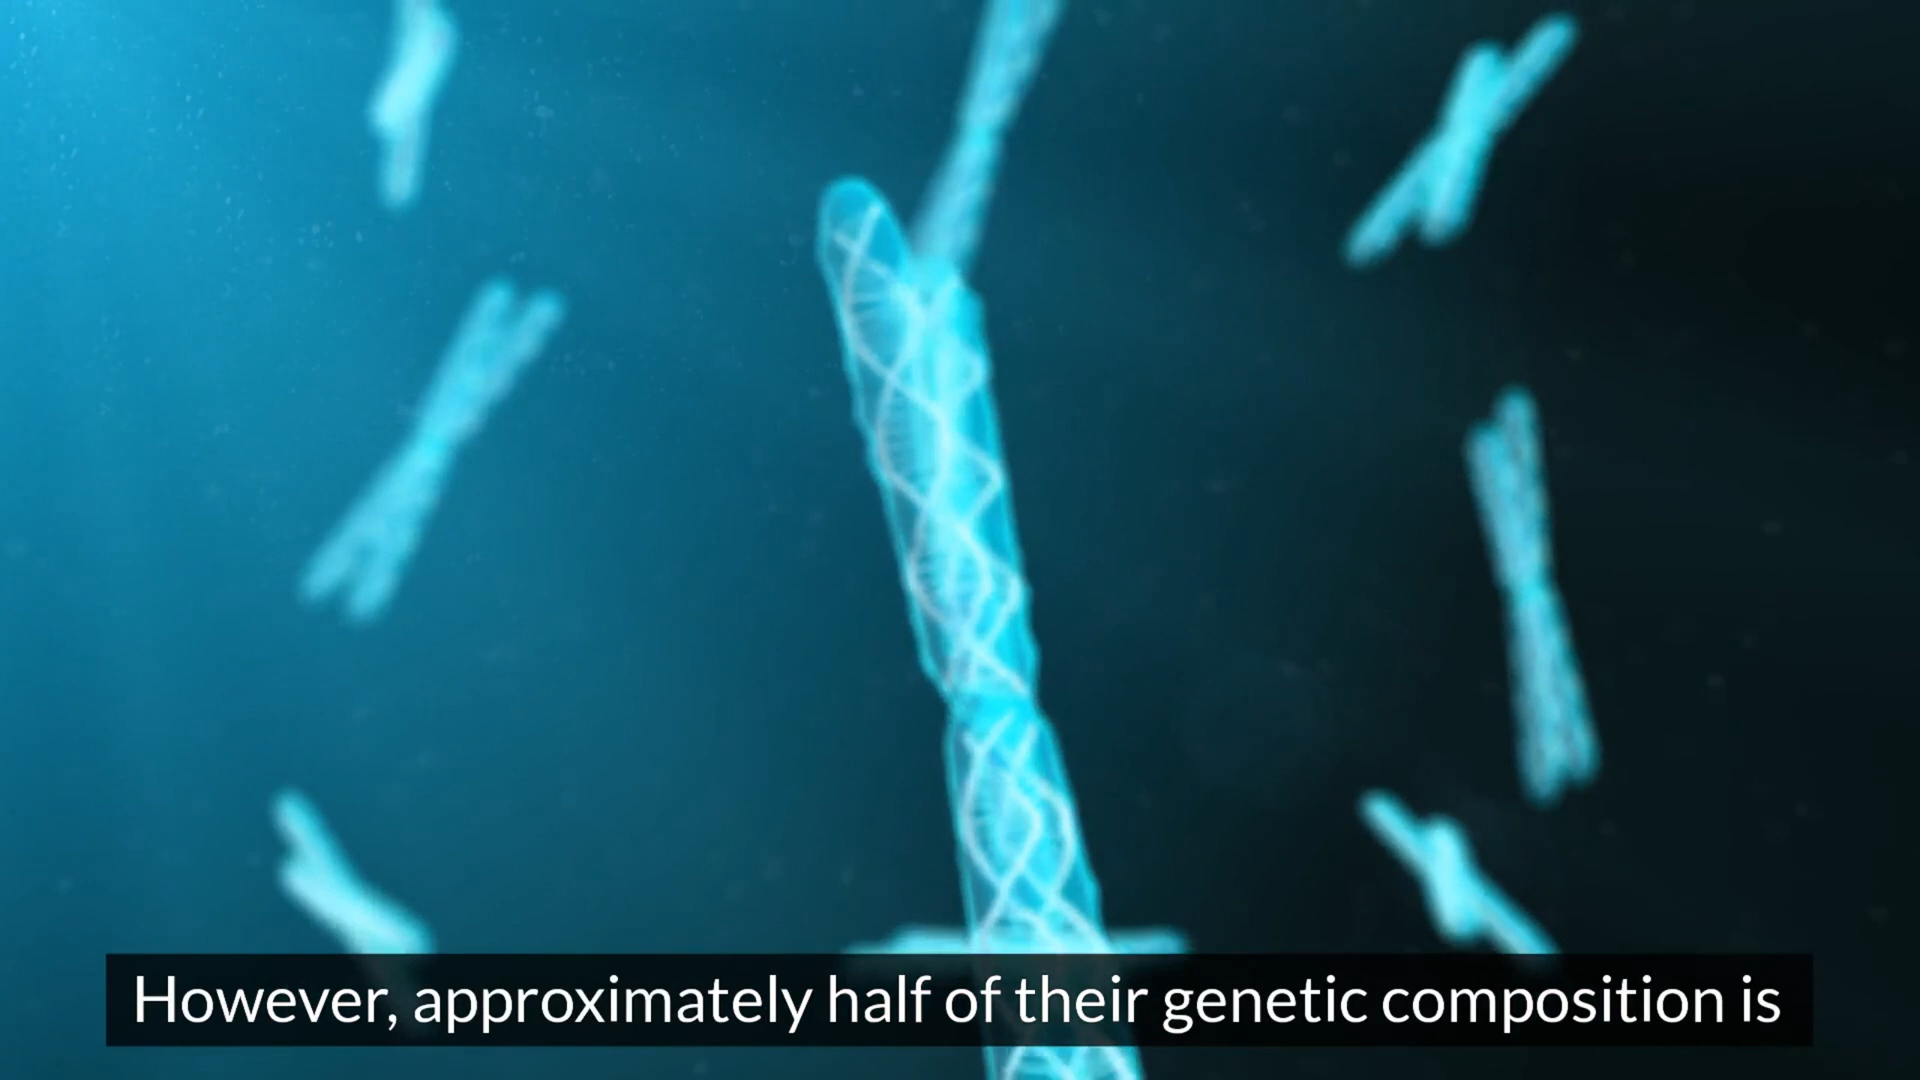 However, approximately half of their genetic composition is